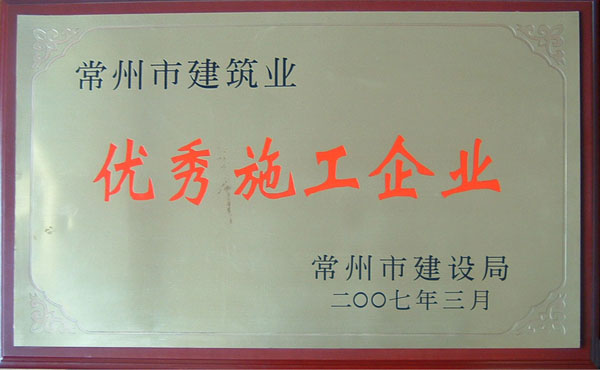 常州市建筑业
优秀施工企业
常州市建设局
二〇〇七年三月